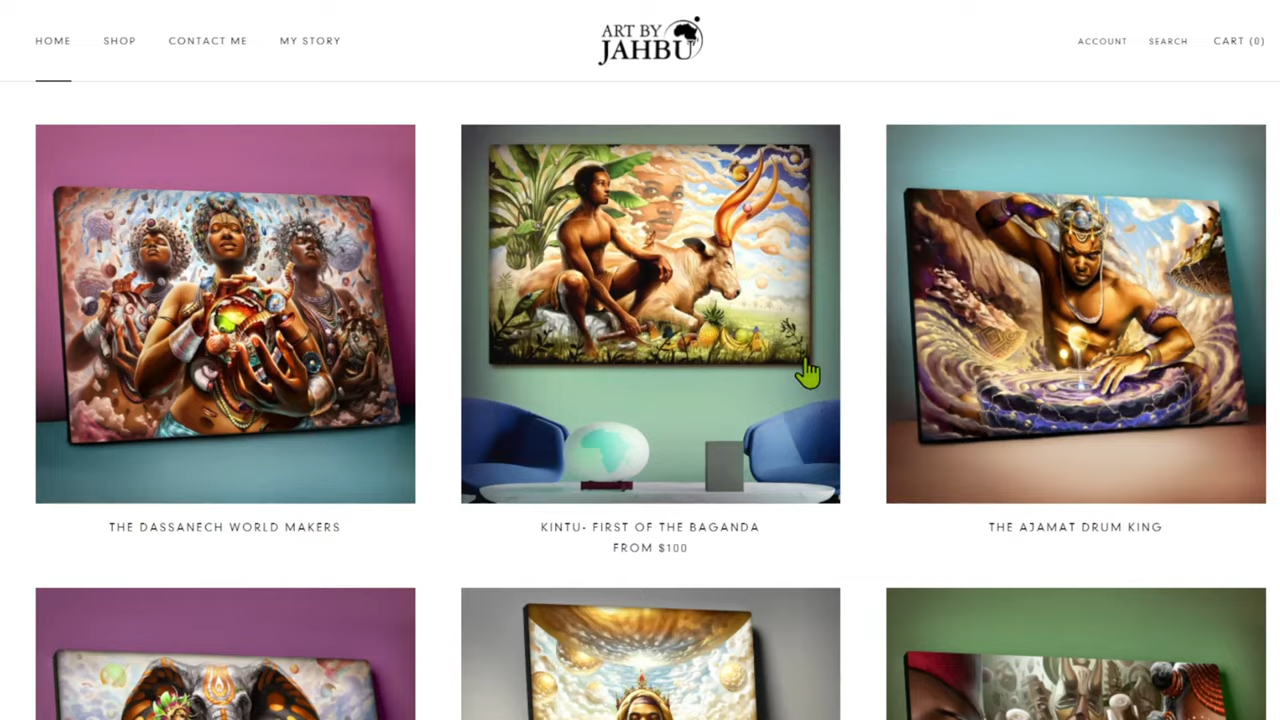 HOME
SHOP
CONTACT ME
MY STORY
ART BY
JAHBU
ACCOUNT
SEARCH
CART (0)
THE DASSANECH WORLD MAKERS
KINTU- FIRST OF THE BAGANDA
FROM $100
THE AJAMAT DRUM KING